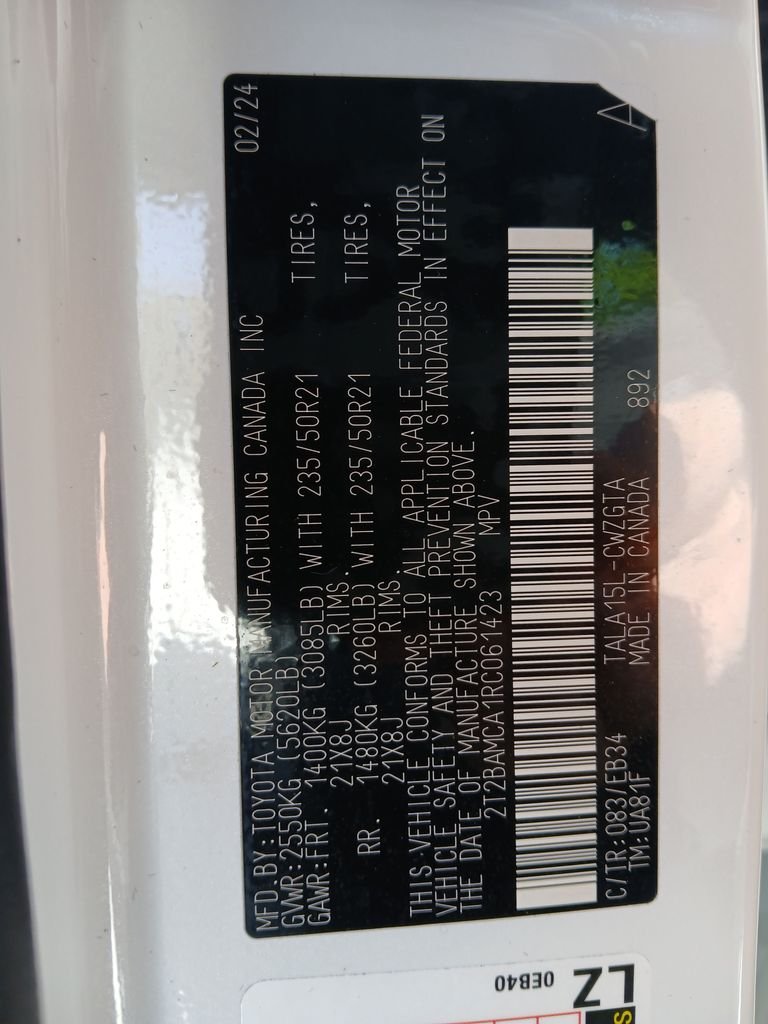 MFD.BY:TOYOTA MOTOR MANUFACTURING CANADA INC 02/24
GVWR:2550KG (5620LB)
GAWR:FRT. 1400KG (3085LB) WITH 235/50R21 TIRES,
21X8J RIMS.
RR. 1480KG (3260LB) WITH 235/50R21 TIRES,
21X8J RIMS.
THIS VEHICLE CONFORMS TO ALL APPLICABLE FEDERAL MOTOR
VEHICLE SAFETY AND THEFT PREVENTION STANDARDS IN EFFECT ON
THE DATE OF MANUFACTURE SHOWN ABOVE.
2T2BAMCA1RC061423 MPV
C/TR:083/EB34 TALA15L-CWZGTA
TM:UA81F MADE IN CANADA 892
A
0EB40
LZ
S